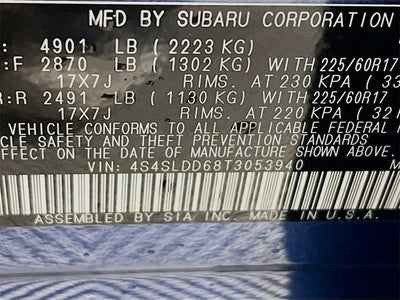 MFD BY SUBARU CORPORATION
: 4901 LB (2223 KG)
:F 2870 LB (1302 KG) WITH 225/60R17
17X7J RIMS, AT 230 KPA (33
R:R 2491 LB (1130 KG) WITH 225/60R17
17X7J RIMS, AT 220 KPA (32
VEHICLE CONFORMS TO ALL APPLICABLE FEDERAL
CLE SAFETY AND THEFT PREVENTION STANDARDS
EFFECT ON THE DATE OF MANUFACTURE SHOWN ABOVE.
VIN: 4S4SLDD68T3053940
ASSEMBLED BY SIA INC. MADE IN U.S.A.